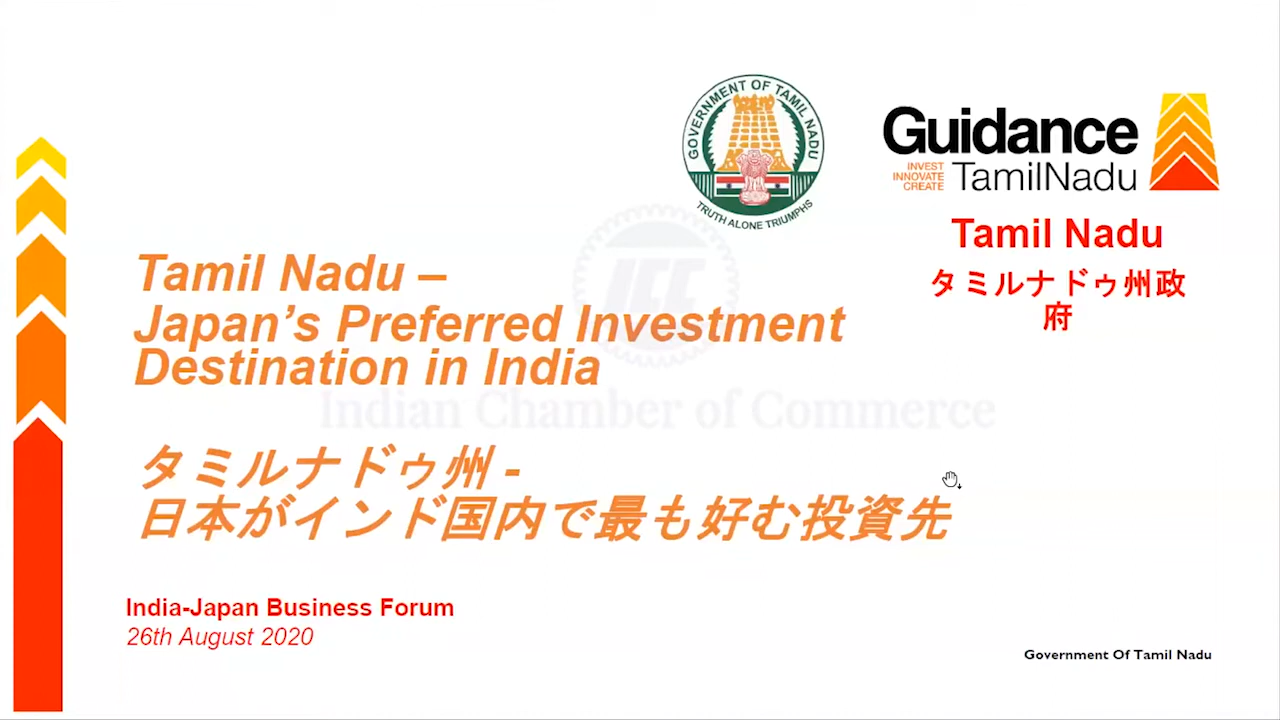 GOVERNMENT OF TAMIL NADU
TRUTH ALONE TRIUMPHS
Guidance
INVEST
INNOVATE
CREATE
TamilNadu
Tamil Nadu
タミルナドゥ州政
府
Tamil Nadu –
Japan’s Preferred Investment
Destination in India
ICC
Indian Chamber of Commerce
タミルナドゥ州 -
日本がインド国内で最も好む投資先
India-Japan Business Forum
26th August 2020
Government Of Tamil Nadu